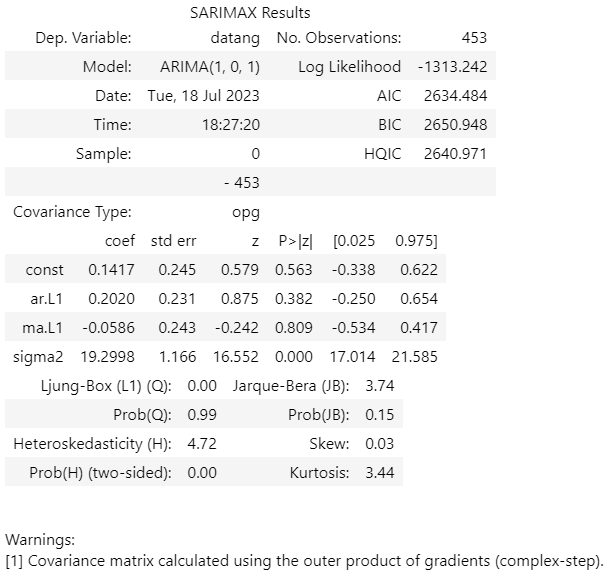 SARIMAX Results
Dep. Variable: datang No. Observations: 453
Model: ARIMA(1, 0, 1) Log Likelihood -1313.242
Date: Tue, 18 Jul 2023 AIC 2634.484
Time: 18:27:20 BIC 2650.948
Sample: 0 HQIC 2640.971
- 453
Covariance Type: opg
coef std err z P>|z| [0.025 0.975]
const 0.1417 0.245 0.579 0.563 -0.338 0.622
ar.L1 0.2020 0.231 0.875 0.382 -0.250 0.654
ma.L1 -0.0586 0.243 -0.242 0.809 -0.534 0.417
sigma2 19.2998 1.166 16.552 0.000 17.014 21.585
Ljung-Box (L1) (Q): 0.00 Jarque-Bera (JB): 3.74
Prob(Q): 0.99 Prob(JB): 0.15
Heteroskedasticity (H): 4.72 Skew: 0.03
Prob(H) (two-sided): 0.00 Kurtosis: 3.44
Warnings:
[1] Covariance matrix calculated using the outer product of gradients (complex-step).